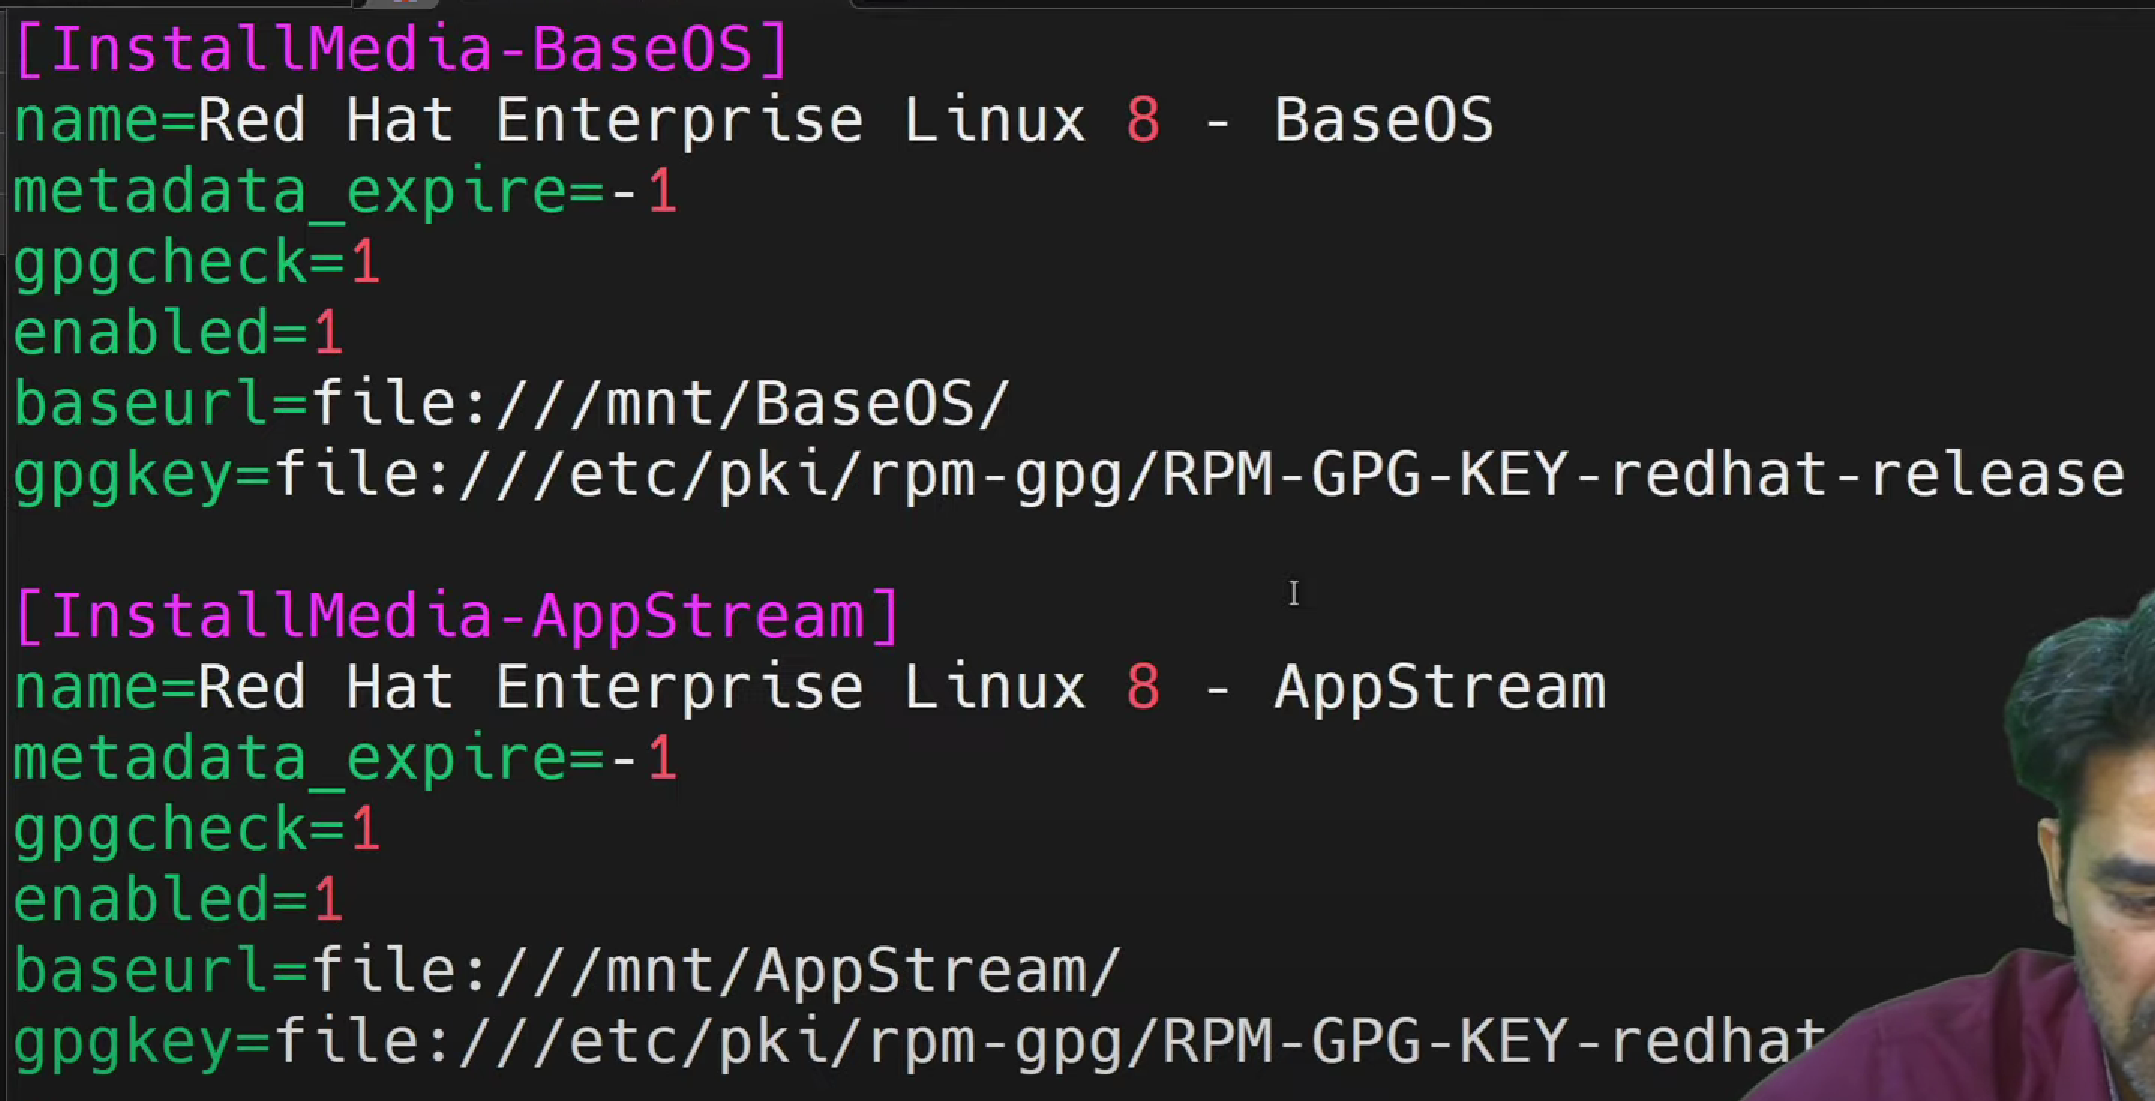 [InstallMedia-BaseOS]
name=Red Hat Enterprise Linux 8 - BaseOS
metadata_expire=-1
gpgcheck=1
enabled=1
baseurl=file:///mnt/BaseOS/
gpgkey=file:///etc/pki/rpm-gpg/RPM-GPG-KEY-redhat-release
[InstallMedia-AppStream]
name=Red Hat Enterprise Linux 8 - AppStream
metadata_expire=-1
gpgcheck=1
enabled=1
baseurl=file:///mnt/AppStream/
gpgkey=file:///etc/pki/rpm-gpg/RPM-GPG-KEY-redhat